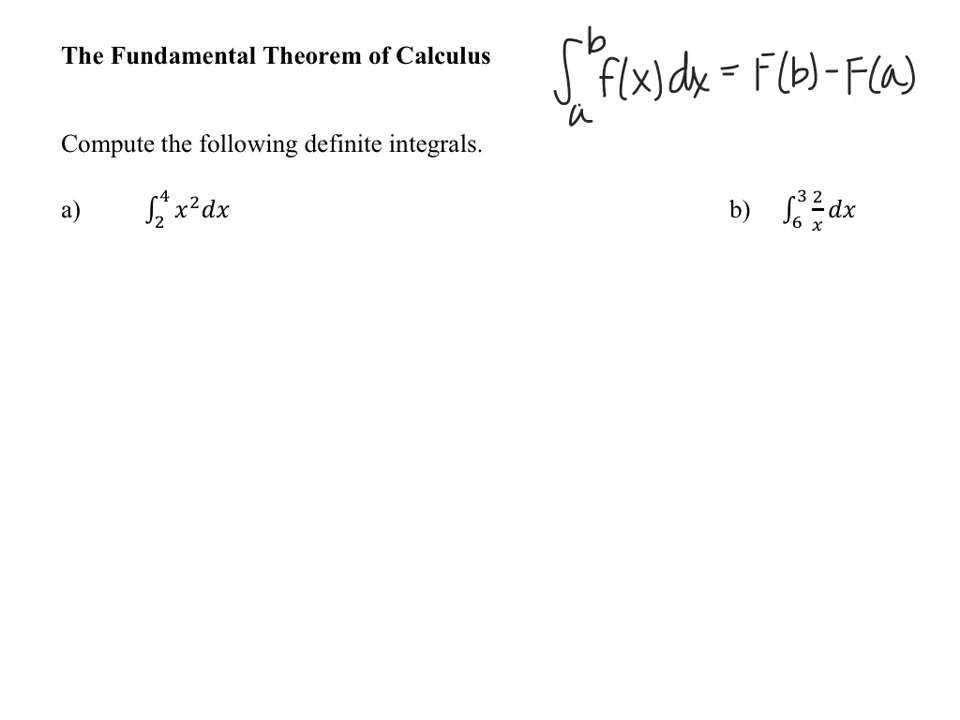 The Fundamental Theorem of Calculus
∫_a^b f(x) dx = F(b) - F(a)
Compute the following definite integrals.
a) ∫_2^4 x² dx b) ∫_6^3 2/x dx